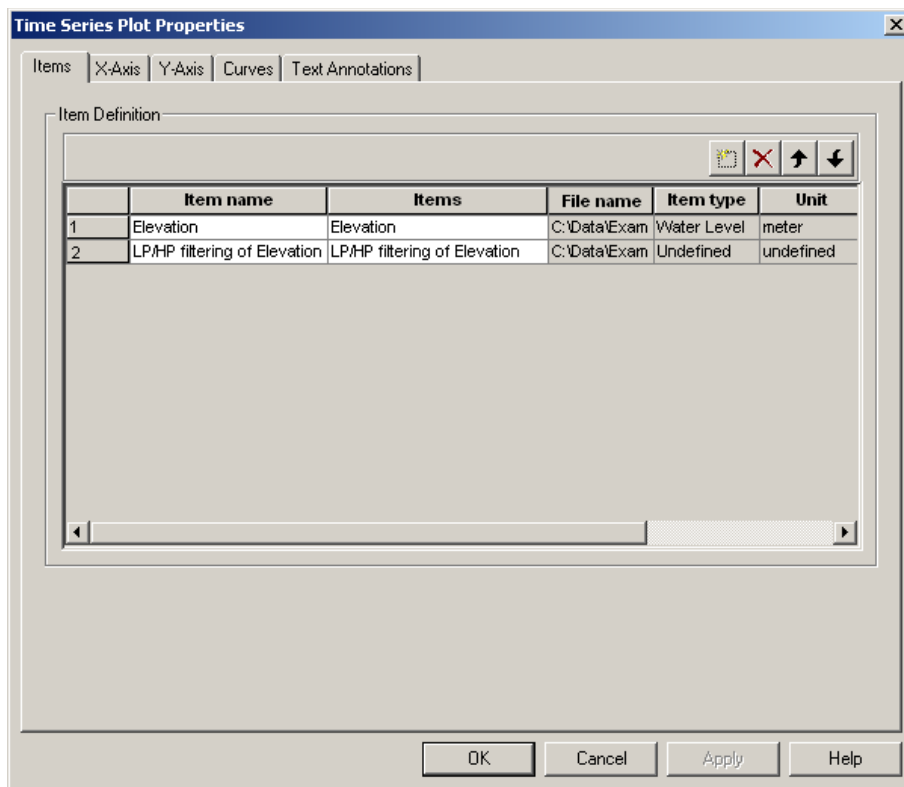 Time Series Plot Properties
Items X-Axis Y-Axis Curves Text Annotations
Item Definition
Item name Items File name Item type Unit
1 Elevation Elevation C:\Data\Exam Water Level meter
2 LP/HP filtering of Elevation LP/HP filtering of Elevation C:\Data\Exam Undefined undefined
OK Cancel Apply Help